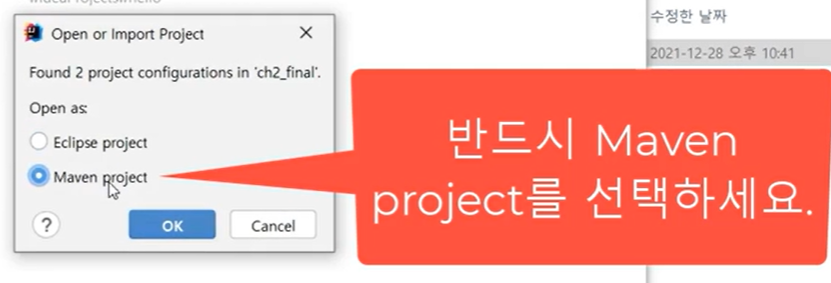 수정한 날짜
Open or Import Project
2021-12-28 오후 10:41
Found 2 project configurations in 'ch2_final'.
Open as:
Eclipse project
Maven project
반드시 Maven
project를 선택하세요.
?
OK
Cancel